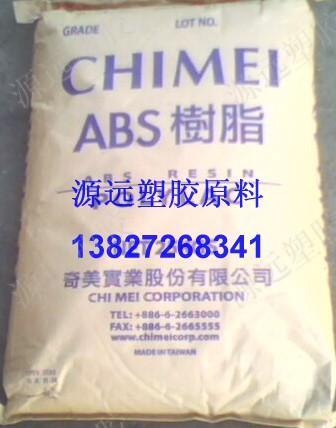 GRADE LOT NO.
CHIMEI
ABS 樹脂
ABS RESIN
源远塑胶原料
13827268341
奇美實業股份有限公司
CHI MEI CORPORATION
TEL: +886-6-2663000
FAX: +886-6-2665555
www.chimeicorp.com
MADE IN TAIWAN